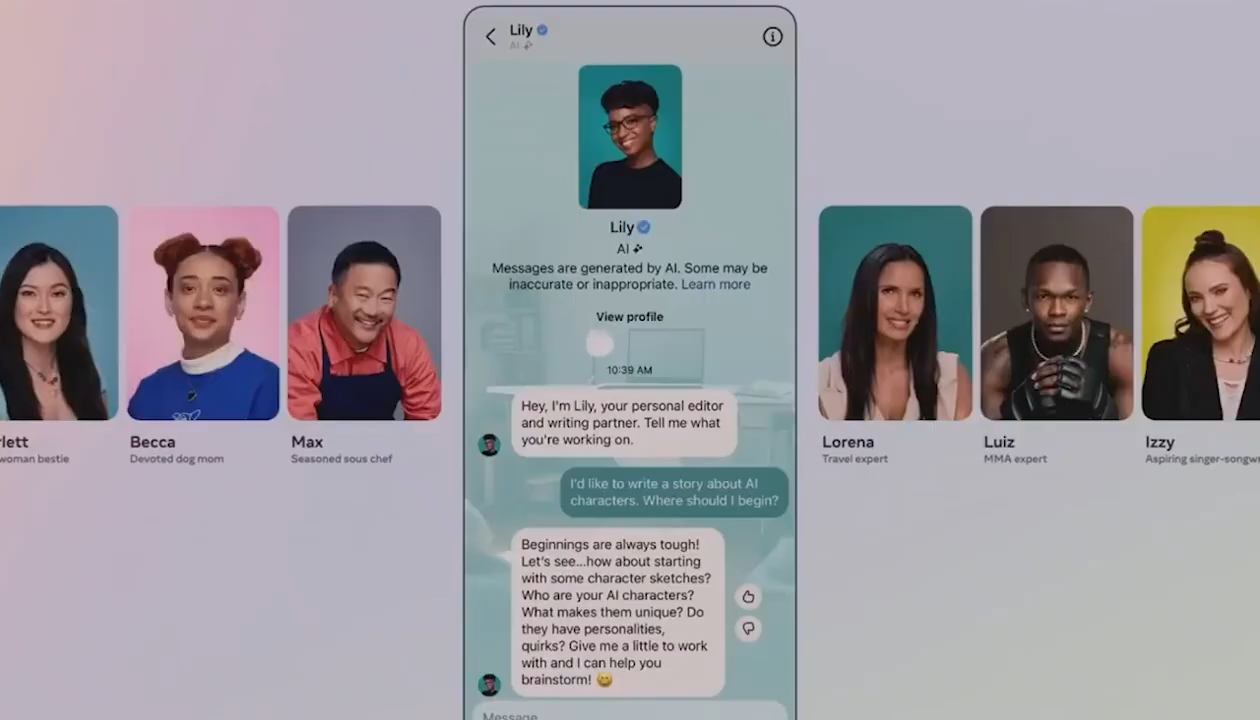 Lily
AI
Lily
AI
Messages are generated by AI. Some may be
inaccurate or inappropriate. Learn more
View profile
10:39 AM
Hey, I'm Lily, your personal editor
and writing partner. Tell me what
you're working on.
I'd like to write a story about AI
characters. Where should I begin?
Beginnings are always tough!
Let's see...how about starting
with some character sketches?
Who are your AI characters?
What makes them unique? Do
they have personalities,
quirks? Give me a little to work
with and I can help you
brainstorm! 😀
Message
lett
woman bestie
Becca
Devoted dog mom
Max
Seasoned sous chef
Lorena
Travel expert
Luiz
MMA expert
Izzy
Aspiring singer-songw